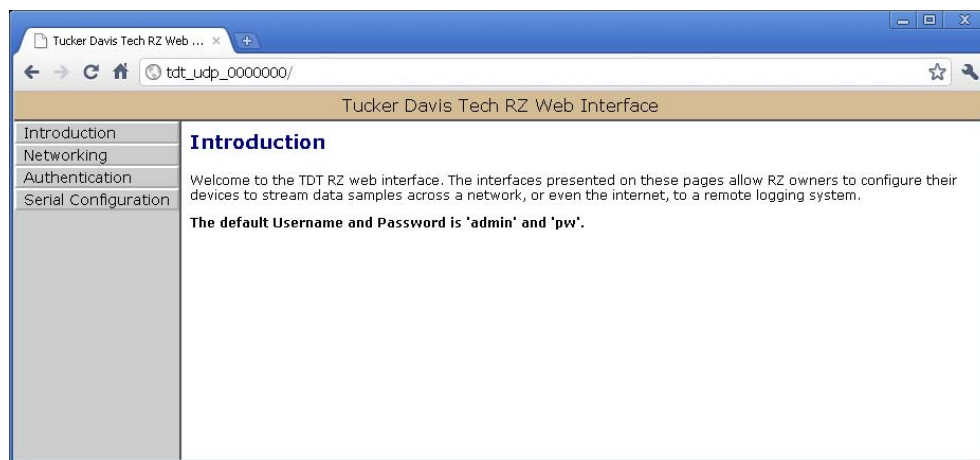 Tucker Davis Tech RZ Web ...
tdt_udp_0000000/
Tucker Davis Tech RZ Web Interface
Introduction
Networking
Authentication
Serial Configuration
Introduction
Welcome to the TDT RZ web interface. The interfaces presented on these pages allow RZ owners to configure their
devices to stream data samples across a network, or even the internet, to a remote logging system.
The default Username and Password is 'admin' and 'pw'.